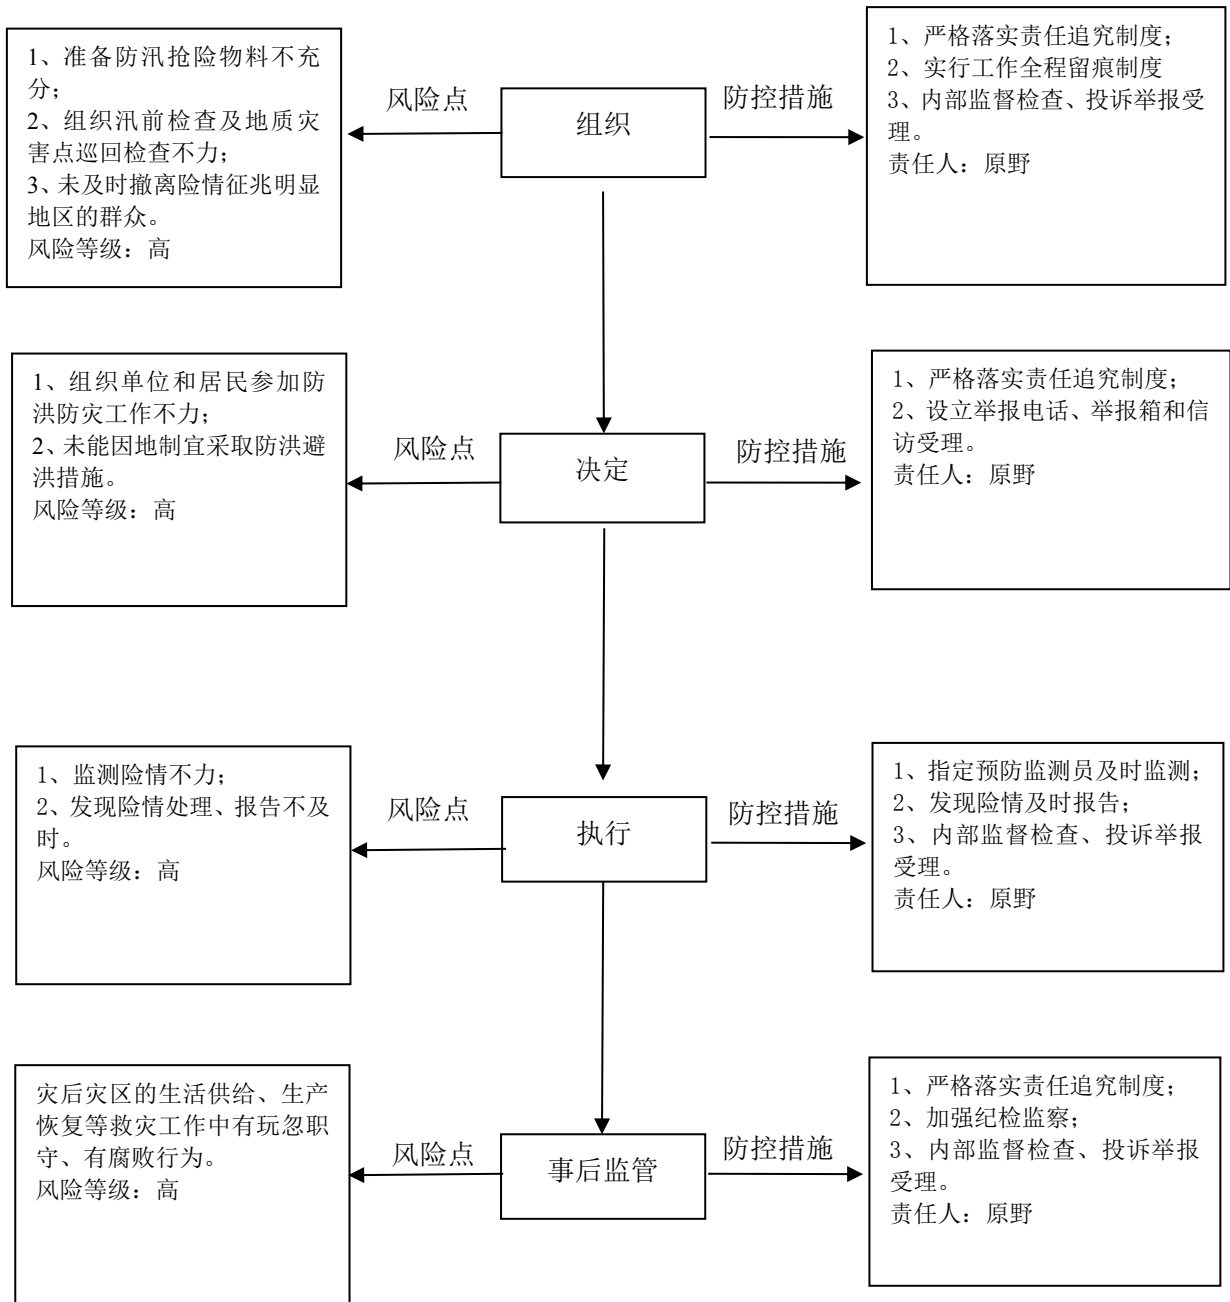 1、准备防汛抢险物料不充
分；
2、组织汛前检查及地质灾
害点巡回检查不力；
3、未及时撤离险情征兆明显
地区的群众。
风险等级：高
风险点
组织
防控措施
1、严格落实责任追究制度；
2、实行工作全程留痕制度
3、内部监督检查、投诉举报受
理。
责任人：原野
1、组织单位和居民参加防
洪防灾工作不力；
2、未能因地制宜采取防洪避
洪措施。
风险等级：高
风险点
决定
防控措施
1、严格落实责任追究制度；
2、设立举报电话、举报箱和信
访受理。
责任人：原野
1、监测险情不力；
2、发现险情处理、报告不及
时。
风险等级：高
风险点
执行
防控措施
1、指定预防监测员及时监测；
2、发现险情及时报告；
3、内部监督检查、投诉举报
受理。
责任人：原野
灾后灾区的生活供给、生产
恢复等救灾工作中有玩忽职
守、有腐败行为。
风险等级：高
风险点
事后监管
防控措施
1、严格落实责任追究制度；
2、加强纪检监察；
3、内部监督检查、投诉举报
受理。
责任人：原野